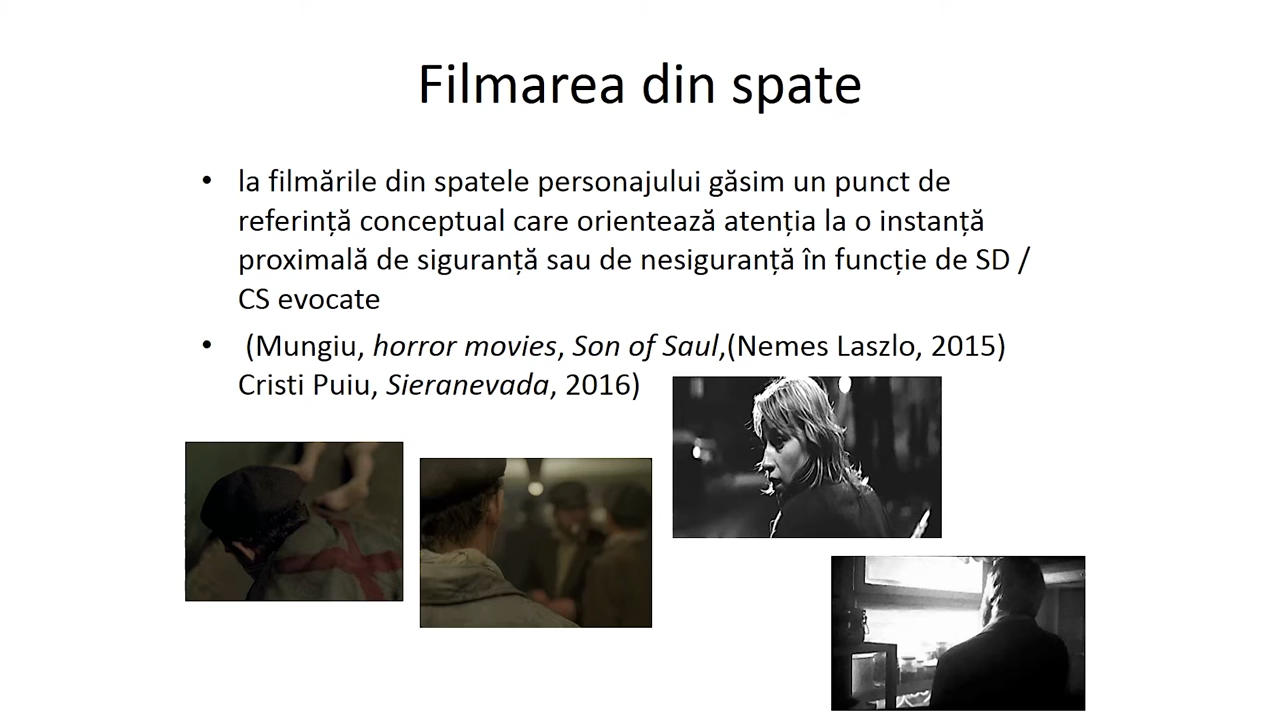 Filmarea din spate
• la filmările din spatele personajului găsim un punct de
referință conceptual care orientează atenția la o instanță
proximală de siguranță sau de nesiguranță în funcție de SD /
CS evocate
• (Mungiu, horror movies, Son of Saul,(Nemes Laszlo, 2015)
Cristi Puiu, Sieranevada, 2016)